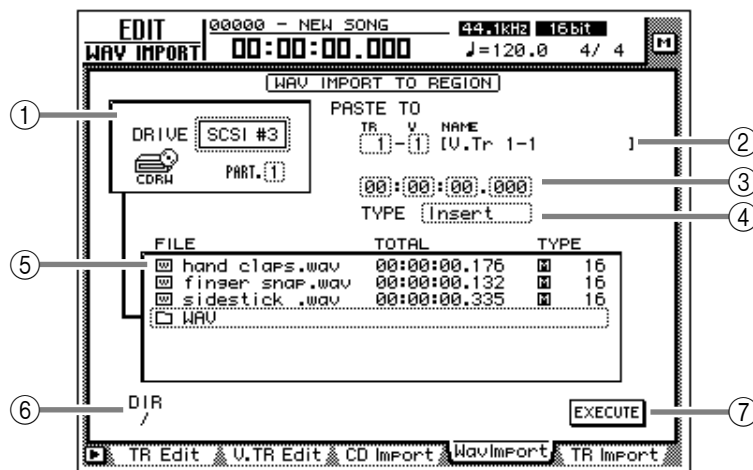 EDIT
WAV IMPORT
00000 - NEW SONG
00:00:00.000
44.1kHz 16bit
♩=120.0 4/ 4
M
WAV IMPORT TO REGION
1
DRIVE SCSI #3
CDRW
PART. 1
PASTE TO
TR V NAME
1-1 [V.Tr 1-1 ]
2
00:00:00.000
3
TYPE Insert
4
5
FILE TOTAL TYPE
W hand claps.wav 00:00:00.176 M 16
W finger snap.wav 00:00:00.132 M 16
W sidestick .wav 00:00:00.335 M 16
WAV
6
DIR
/
EXECUTE
7
TR Edit V.TR Edit CD Import WavImport TR Import